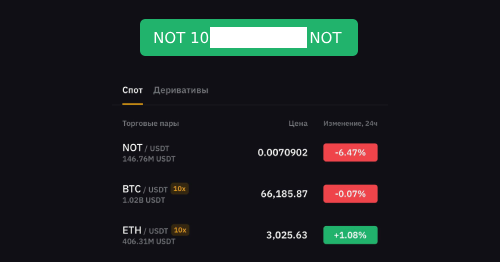 NOT 10 NOT
Спот Деривативы
Торговые пары Цена Изменение, 24ч
NOT / USDT 0.0070902 -6.47%
146.76M USDT
BTC / USDT 10x 66,185.87 -0.07%
1.02B USDT
ETH / USDT 10x 3,025.63 +1.08%
406.31M USDT